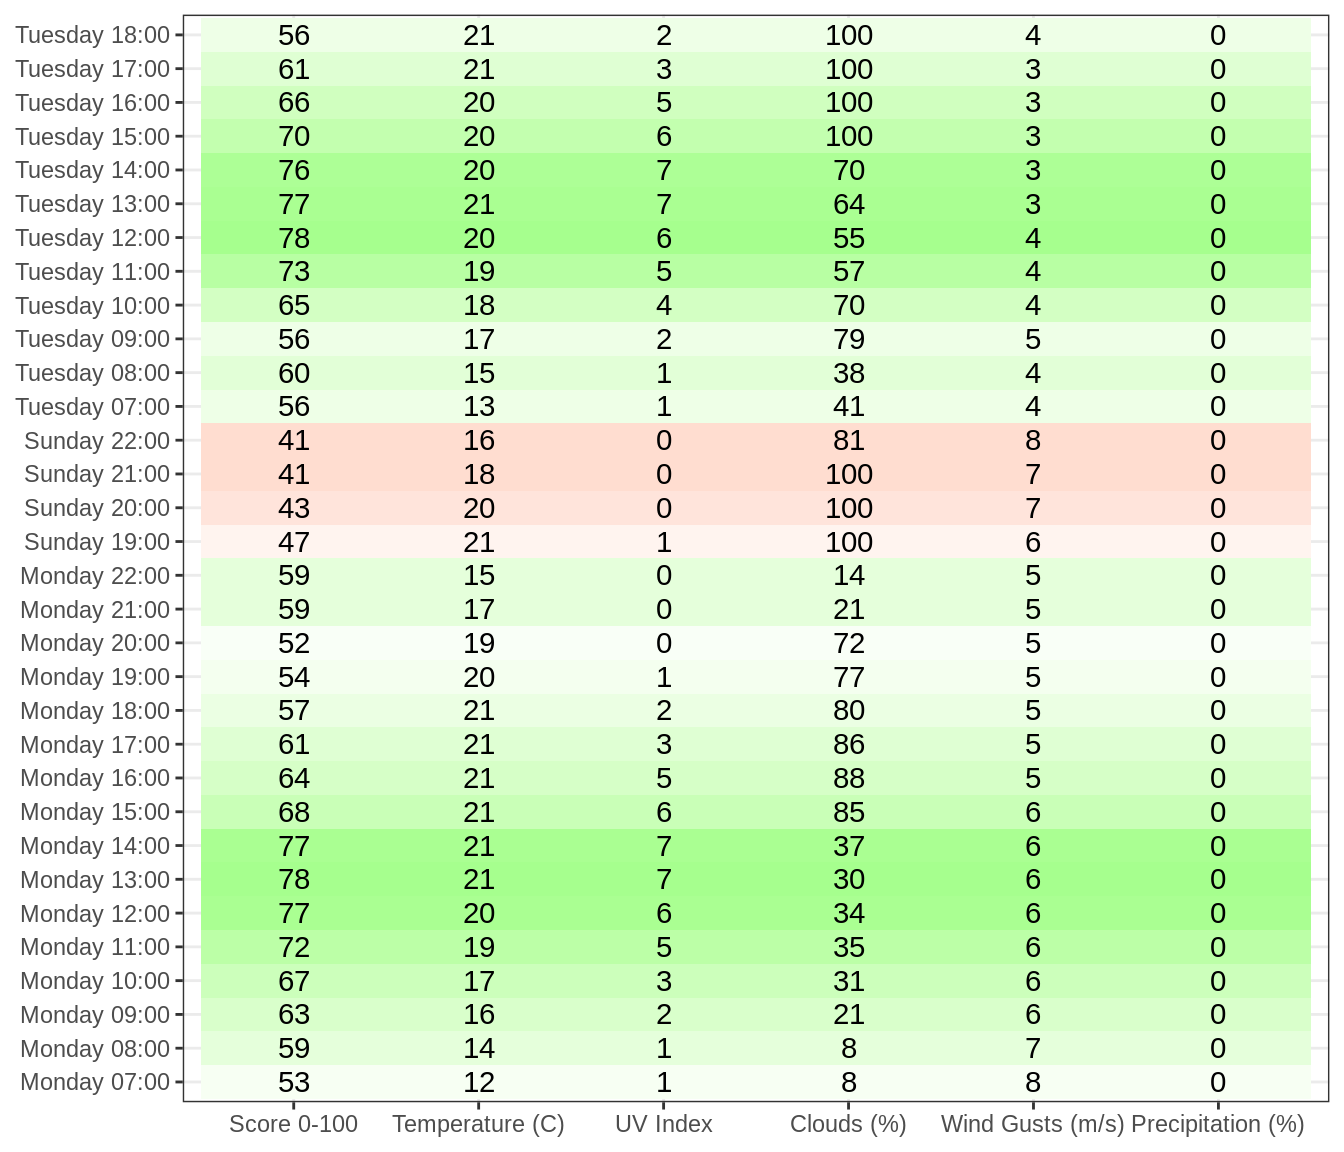 Tuesday 18:00 56 21 2 100 4 0
Tuesday 17:00 61 21 3 100 3 0
Tuesday 16:00 66 20 5 100 3 0
Tuesday 15:00 70 20 6 100 3 0
Tuesday 14:00 76 20 7 70 3 0
Tuesday 13:00 77 21 7 64 3 0
Tuesday 12:00 78 20 6 55 4 0
Tuesday 11:00 73 19 5 57 4 0
Tuesday 10:00 65 18 4 70 4 0
Tuesday 09:00 56 17 2 79 5 0
Tuesday 08:00 60 15 1 38 4 0
Tuesday 07:00 56 13 1 41 4 0
Sunday 22:00 41 16 0 81 8 0
Sunday 21:00 41 18 0 100 7 0
Sunday 20:00 43 20 0 100 7 0
Sunday 19:00 47 21 1 100 6 0
Monday 22:00 59 15 0 14 5 0
Monday 21:00 59 17 0 21 5 0
Monday 20:00 52 19 0 72 5 0
Monday 19:00 54 20 1 77 5 0
Monday 18:00 57 21 2 80 5 0
Monday 17:00 61 21 3 86 5 0
Monday 16:00 64 21 5 88 5 0
Monday 15:00 68 21 6 85 6 0
Monday 14:00 77 21 7 37 6 0
Monday 13:00 78 21 7 30 6 0
Monday 12:00 77 20 6 34 6 0
Monday 11:00 72 19 5 35 6 0
Monday 10:00 67 17 3 31 6 0
Monday 09:00 63 16 2 21 6 0
Monday 08:00 59 14 1 8 7 0
Monday 07:00 53 12 1 8 8 0
Score 0-100 Temperature (C) UV Index Clouds (%) Wind Gusts (m/s) Precipitation (%)